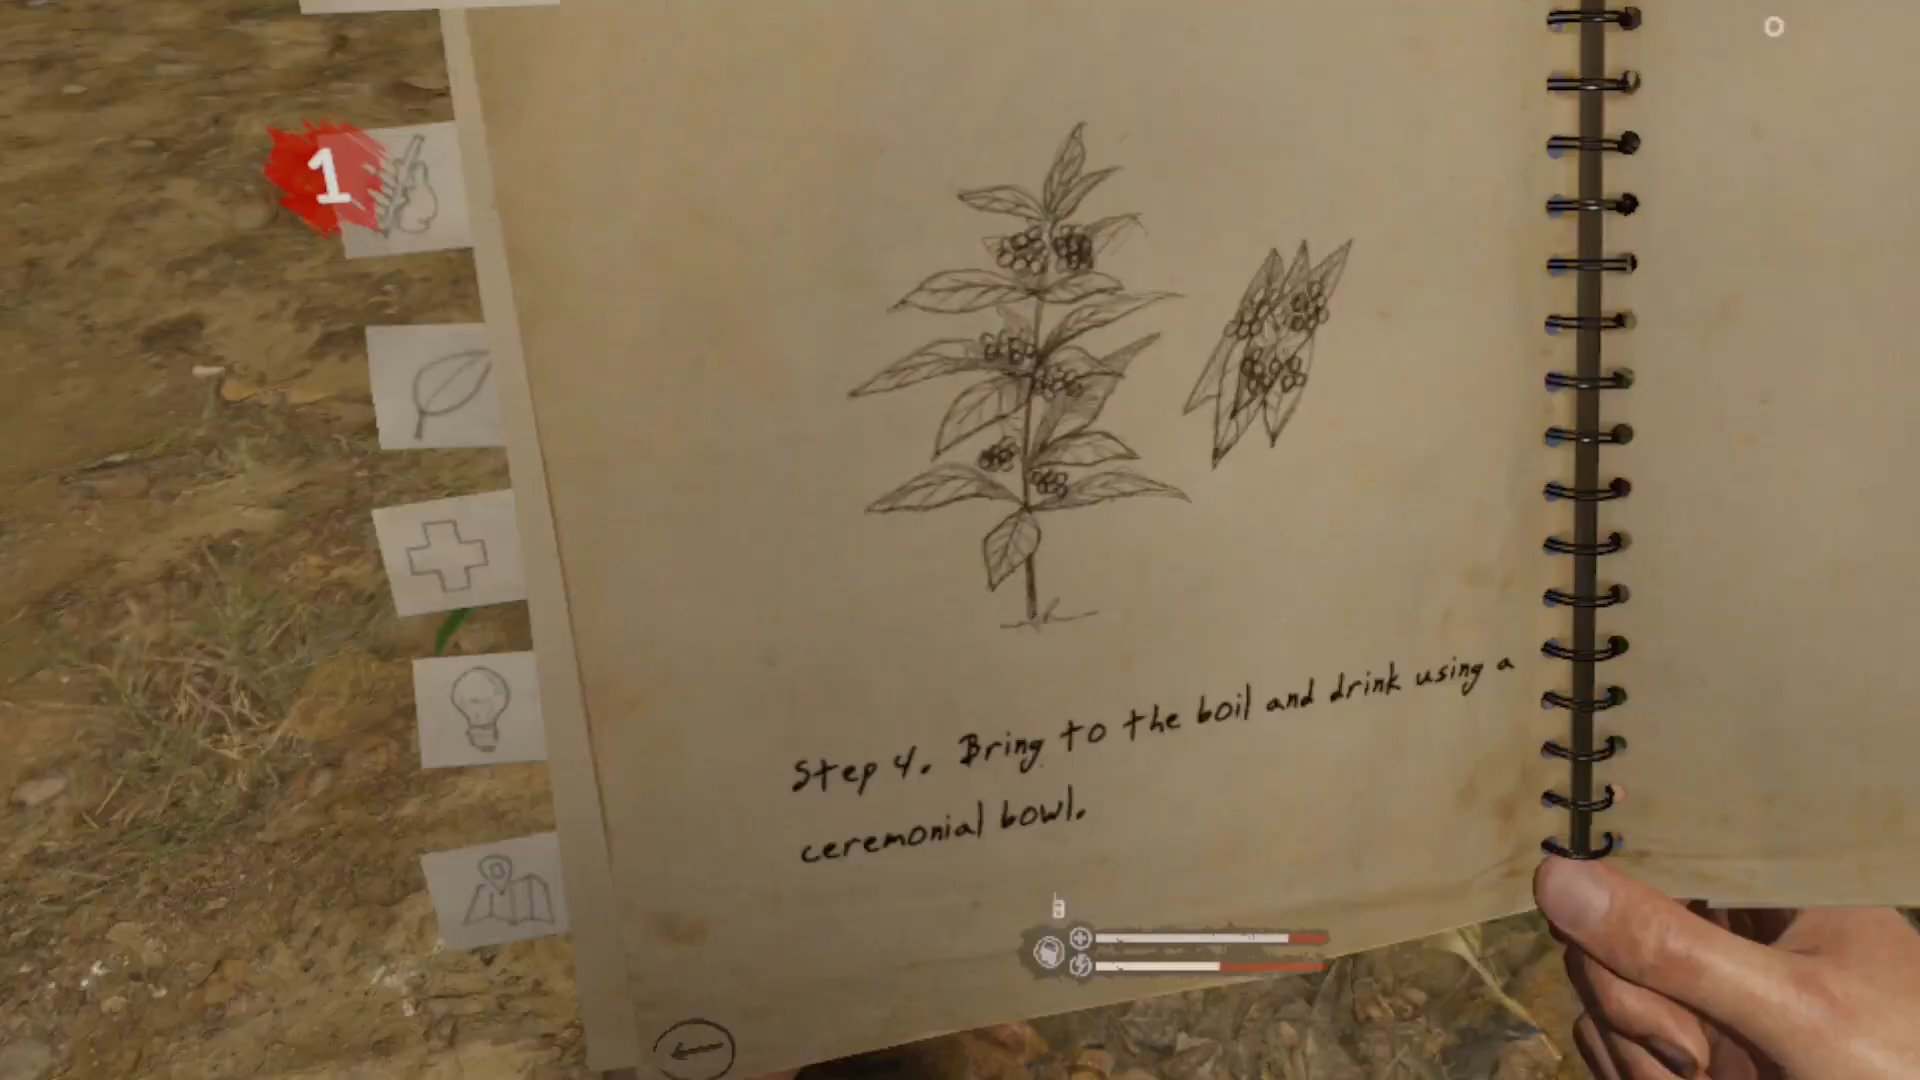 1
Step 4. Bring to the boil and drink using a
ceremonial bowl.